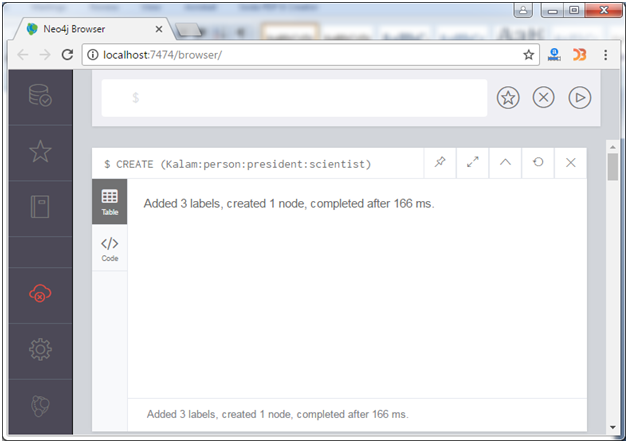 Neo4j Browser
localhost:7474/browser/
$
$ CREATE (Kalam:person:president:scientist)
Table
Added 3 labels, created 1 node, completed after 166 ms.
</>
Code
Added 3 labels, created 1 node, completed after 166 ms.